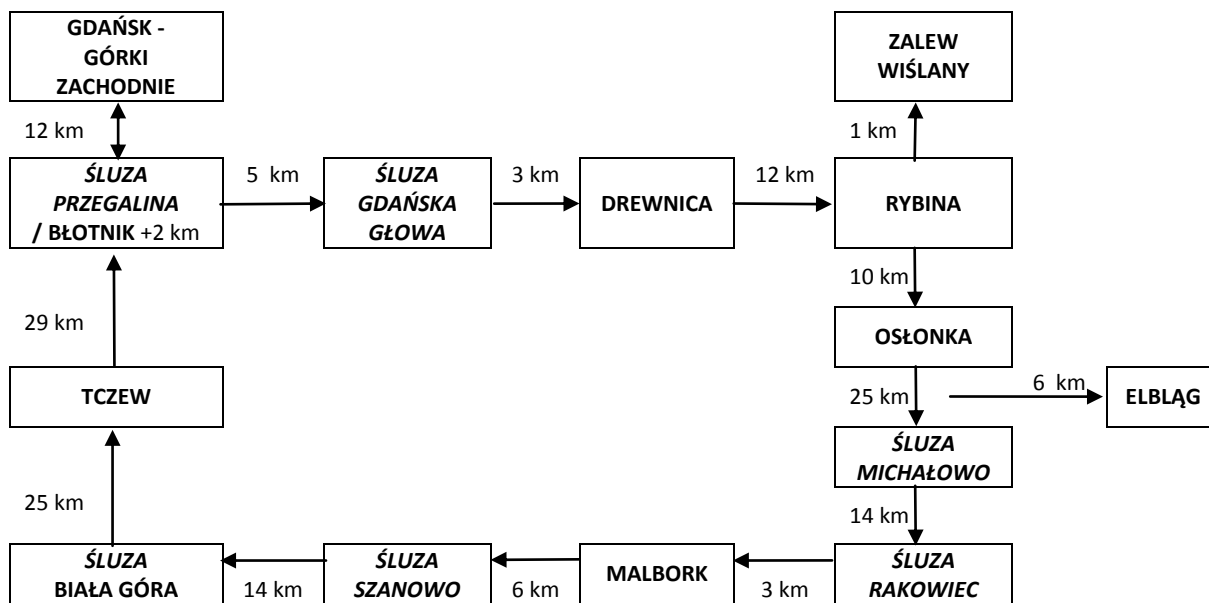 GDAŃSK -
GÓRKI
ZACHODNIE
ZALEW
WIŚLANY
12 km
1 km
ŚLUZA
PRZEGALINA
/ BŁOTNIK +2 km
5 km
ŚLUZA
GDAŃSKA
GŁOWA
3 km
DREWNICA
12 km
RYBINA
10 km
29 km
OSŁONKA
TCZEW
25 km
6 km
ELBLĄG
ŚLUZA
MICHAŁOWO
25 km
14 km
ŚLUZA
BIAŁA GÓRA
14 km
ŚLUZA
SZANOWO
6 km
MALBORK
3 km
ŚLUZA
RAKOWIEC